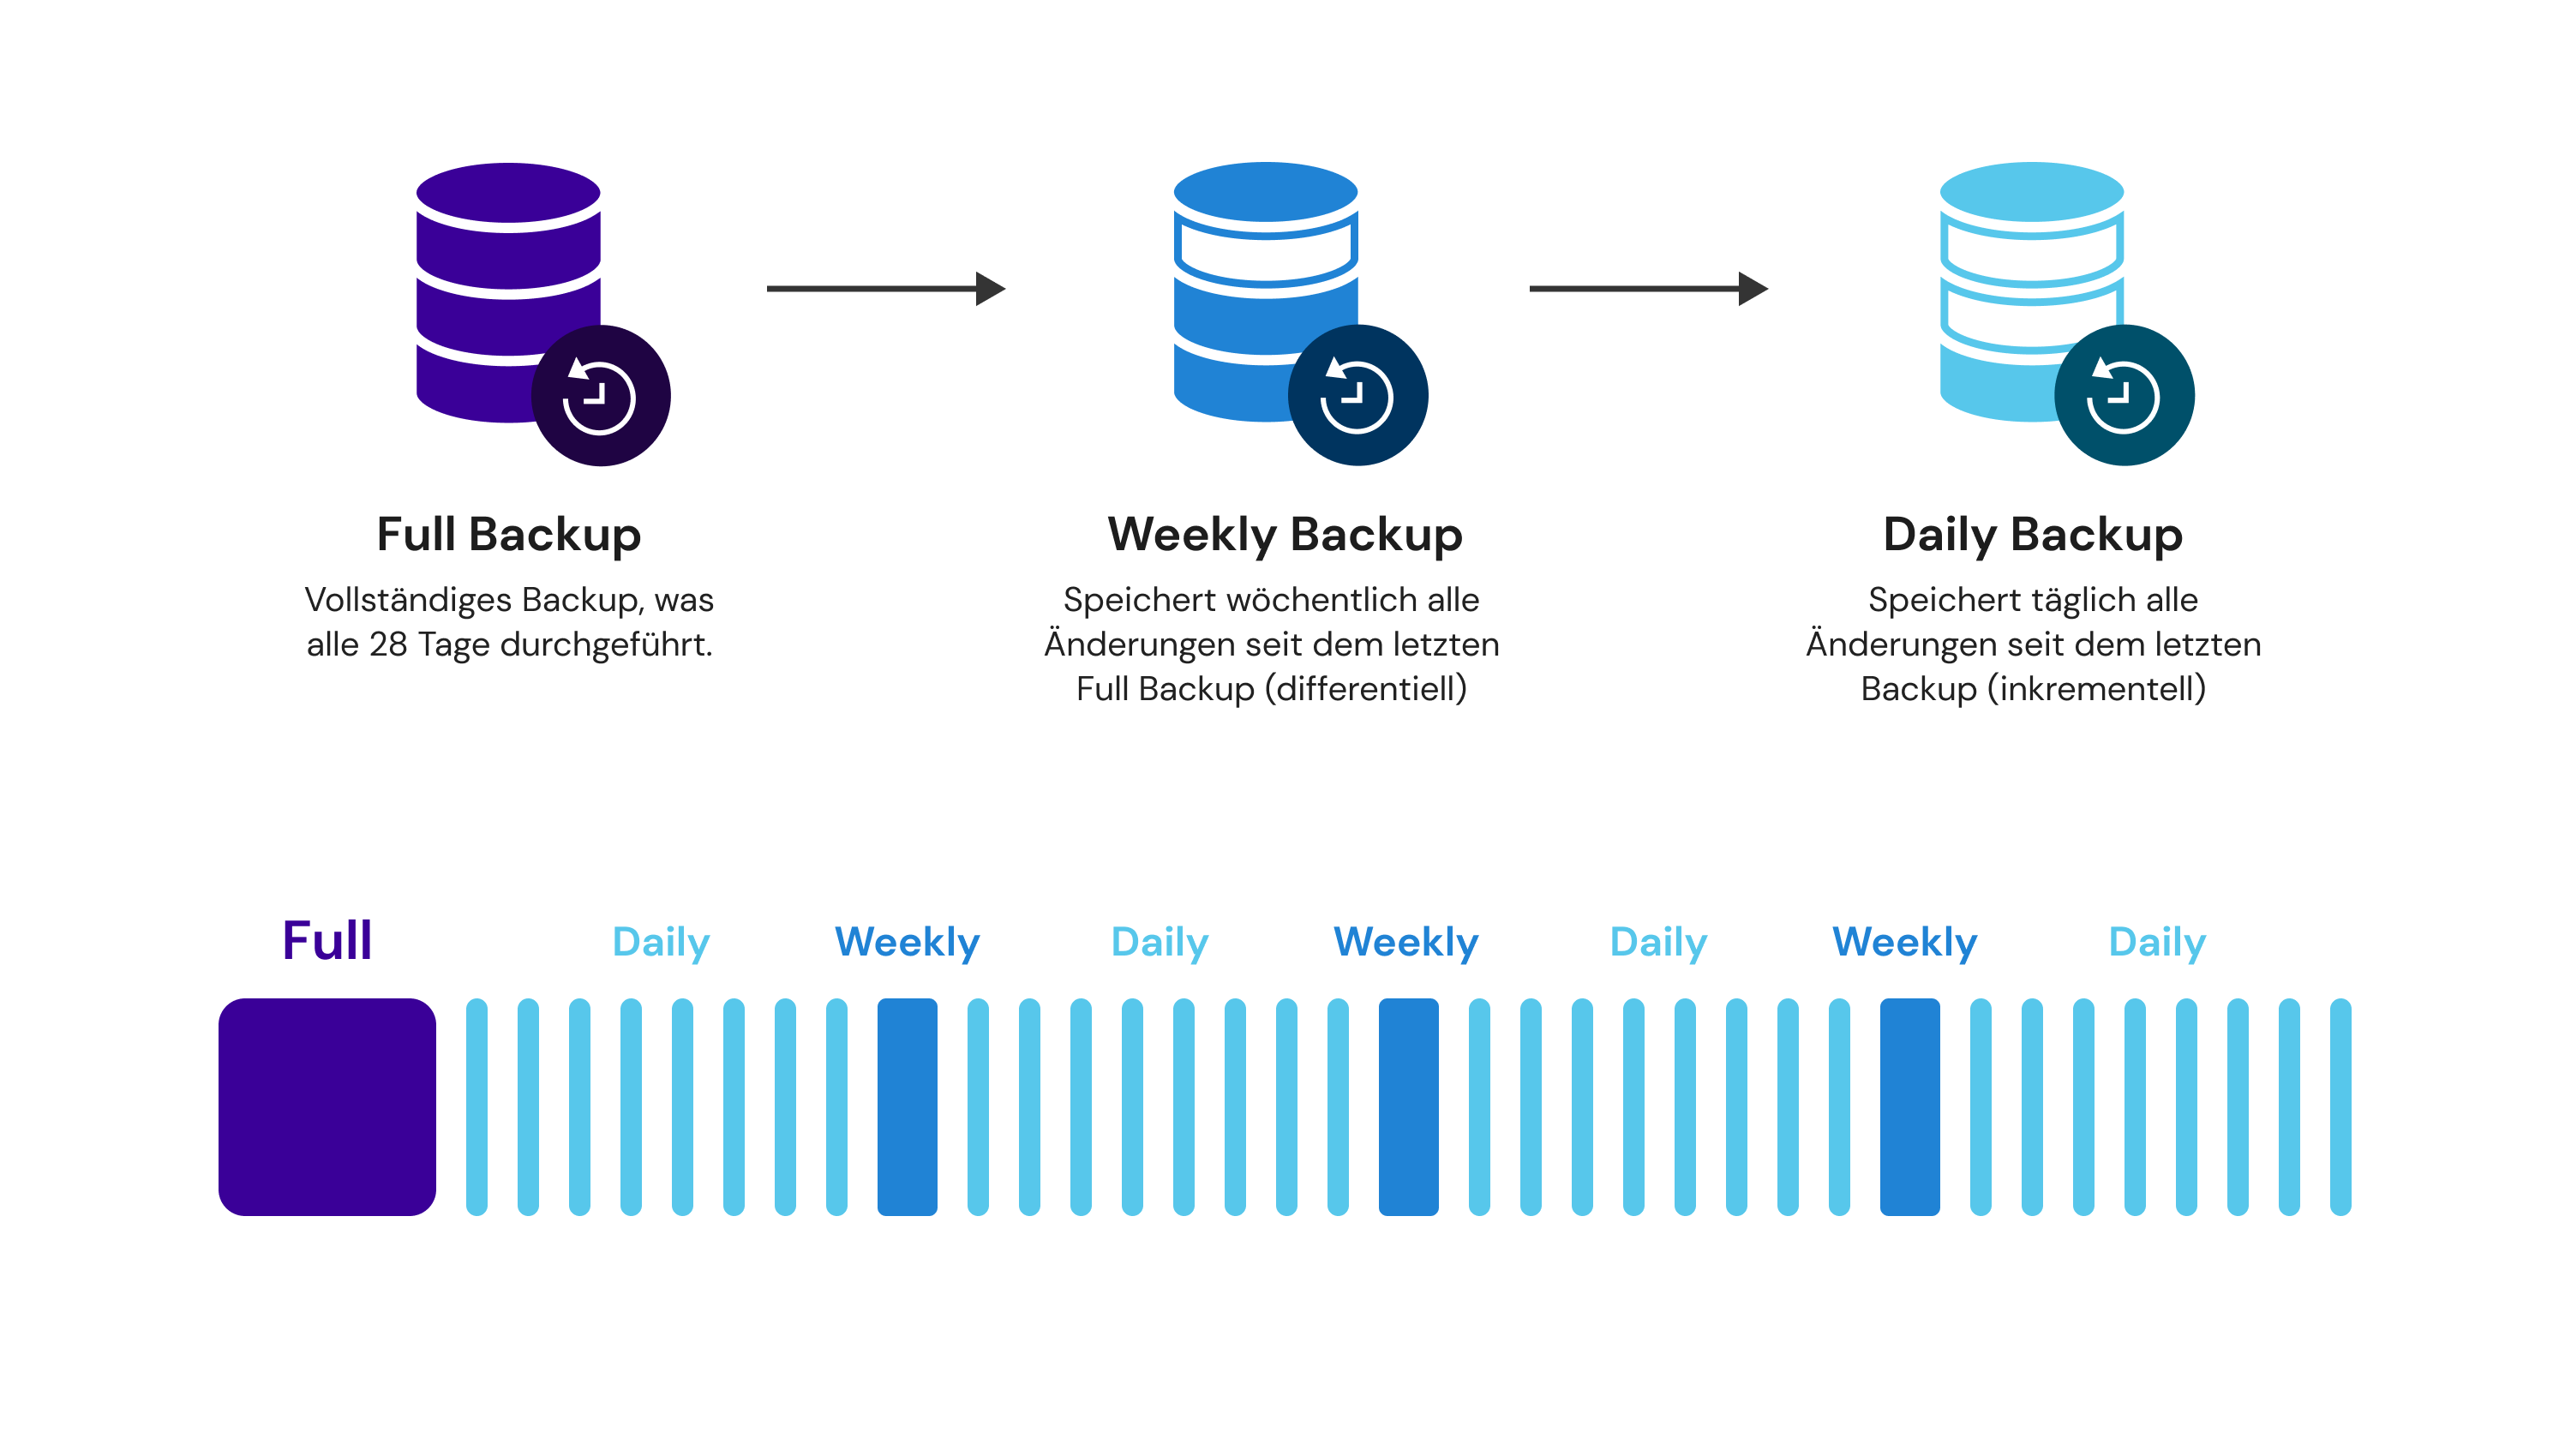 Full Backup
Vollständiges Backup, was
alle 28 Tage durchgeführt.
Weekly Backup
Speichert wöchentlich alle
Änderungen seit dem letzten
Full Backup (differentiell)
Daily Backup
Speichert täglich alle
Änderungen seit dem letzten
Backup (inkrementell)
Full
Daily
Weekly
Daily
Weekly
Daily
Weekly
Daily